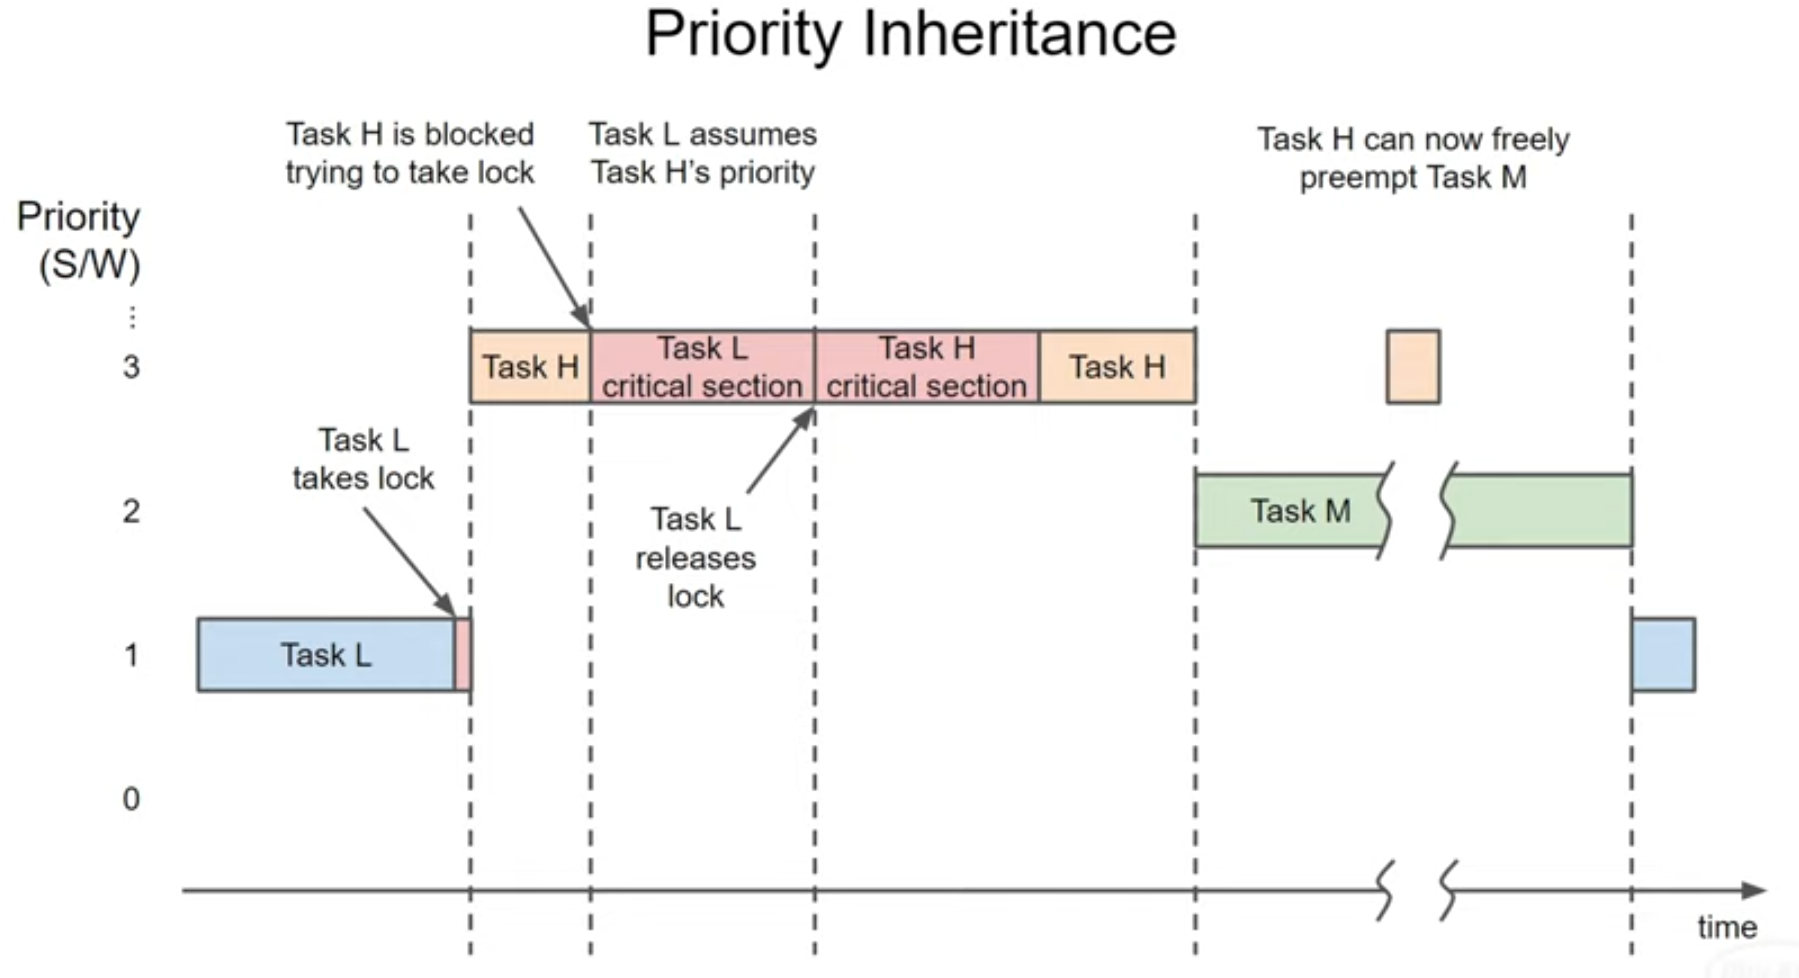 Priority Inheritance
Task H is blocked
trying to take lock
Task L assumes
Task H's priority
Task H can now freely
preempt Task M
Priority
(S/W)
⋮
3
Task H
Task L
critical section
Task H
critical section
Task H
Task L
takes lock
2
Task L
releases
lock
Task M
1
Task L
0
time